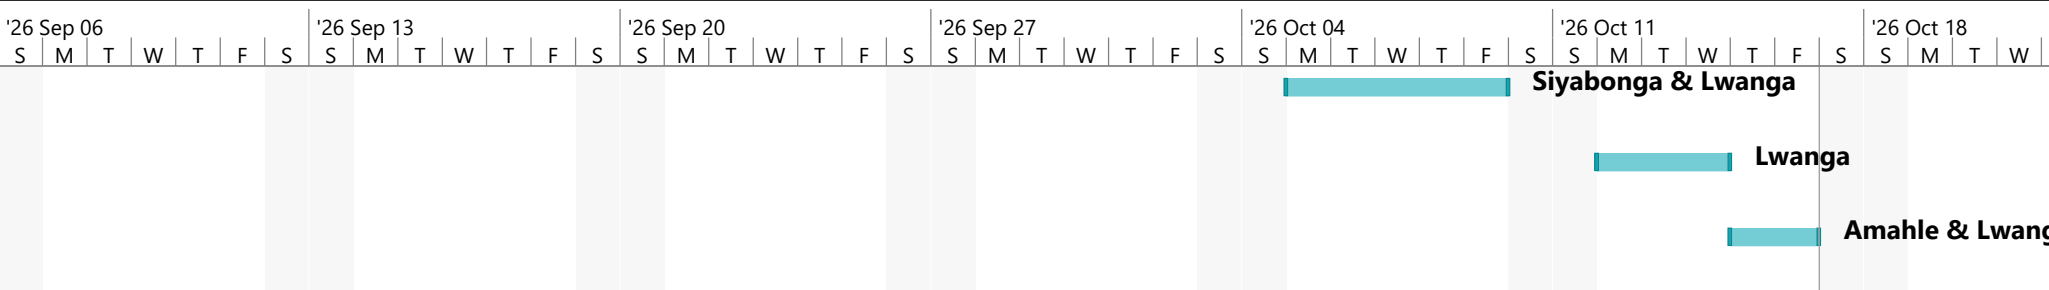 '26 Sep 06 '26 Sep 13 '26 Sep 20 '26 Sep 27 '26 Oct 04 '26 Oct 11 '26 Oct 18
S M T W T F S S M T W T F S S M T W T F S S M T W T F S S M T W T F S S M T W T F S S M T W
Siyabonga & Lwanga
Lwanga
Amahle & Lwang